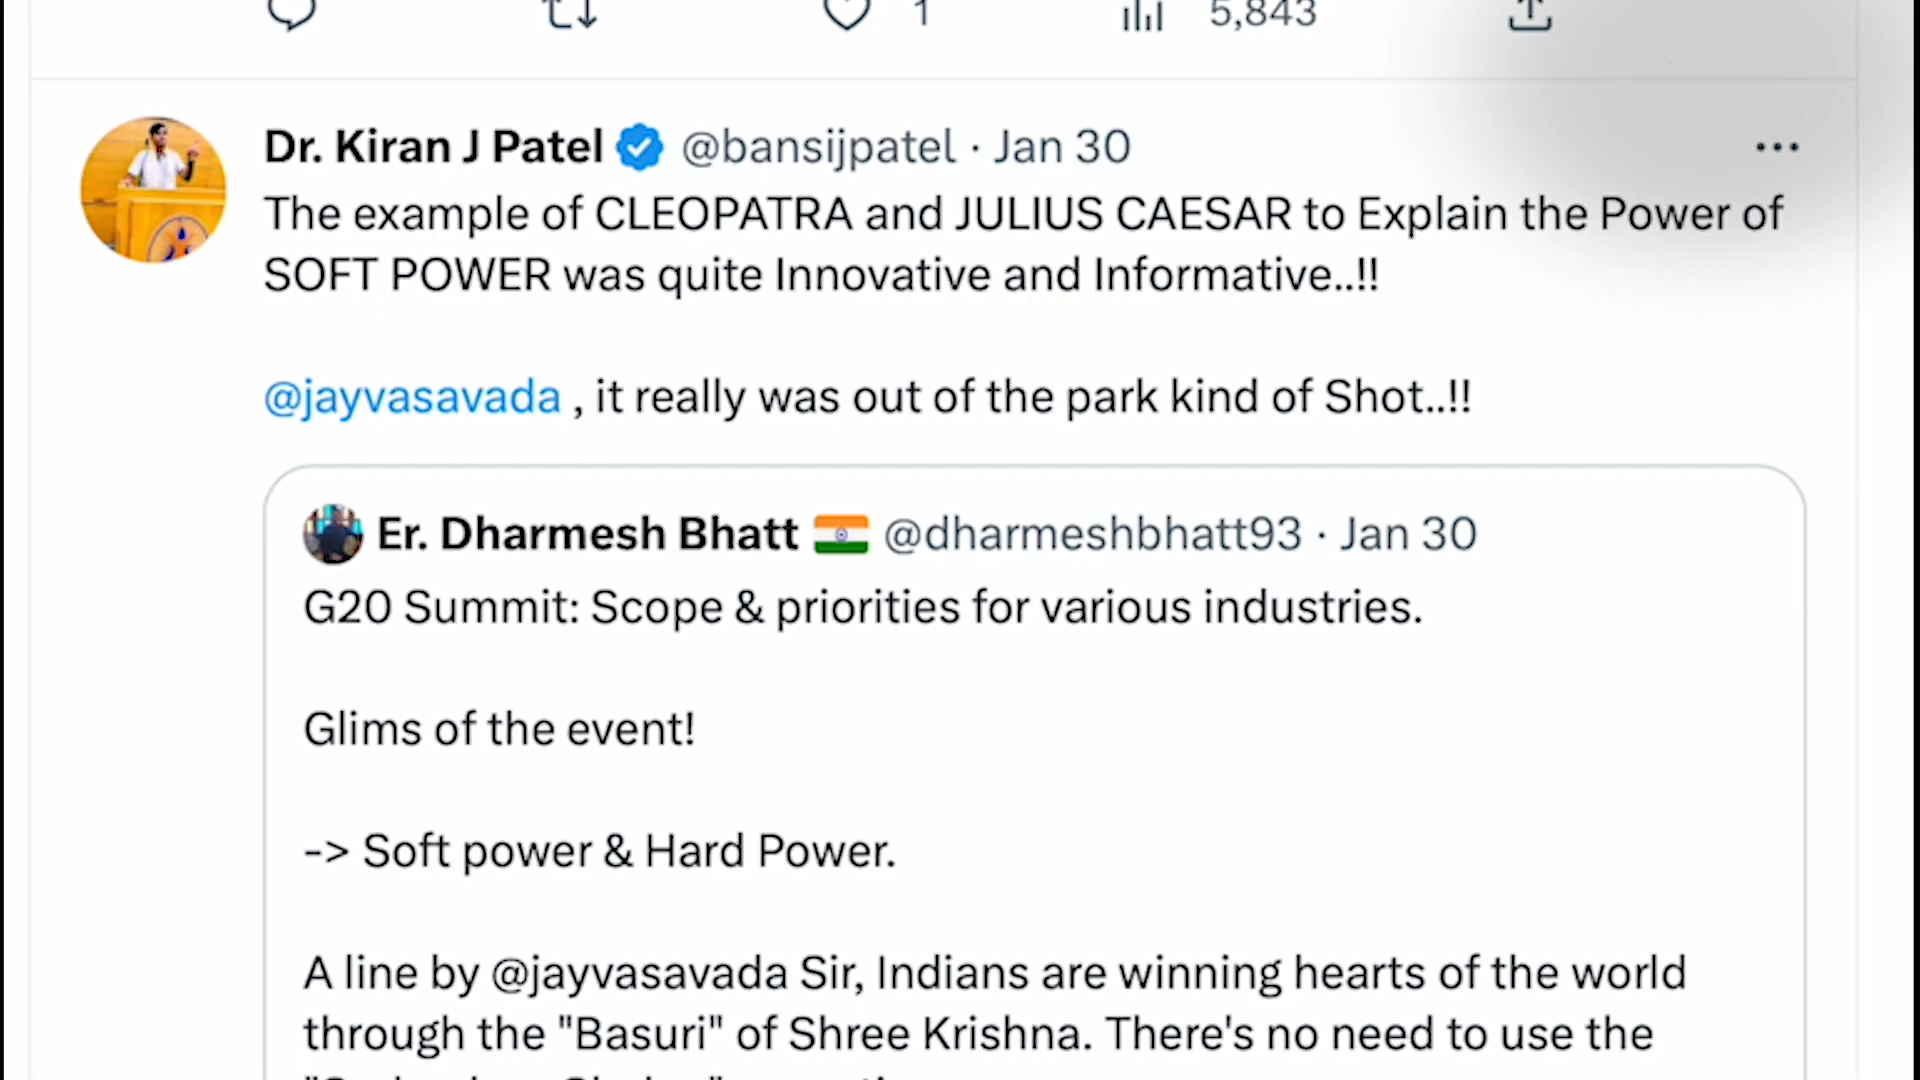 1 5,843
Dr. Kiran J Patel @bansijpatel · Jan 30
The example of CLEOPATRA and JULIUS CAESAR to Explain the Power of
SOFT POWER was quite Innovative and Informative..!!
@jayvasavada , it really was out of the park kind of Shot..!!
Er. Dharmesh Bhatt @dharmeshbhatt93 · Jan 30
G20 Summit: Scope & priorities for various industries.
Glims of the event!
-> Soft power & Hard Power.
A line by @jayvasavada Sir, Indians are winning hearts of the world
through the "Basuri" of Shree Krishna. There's no need to use the